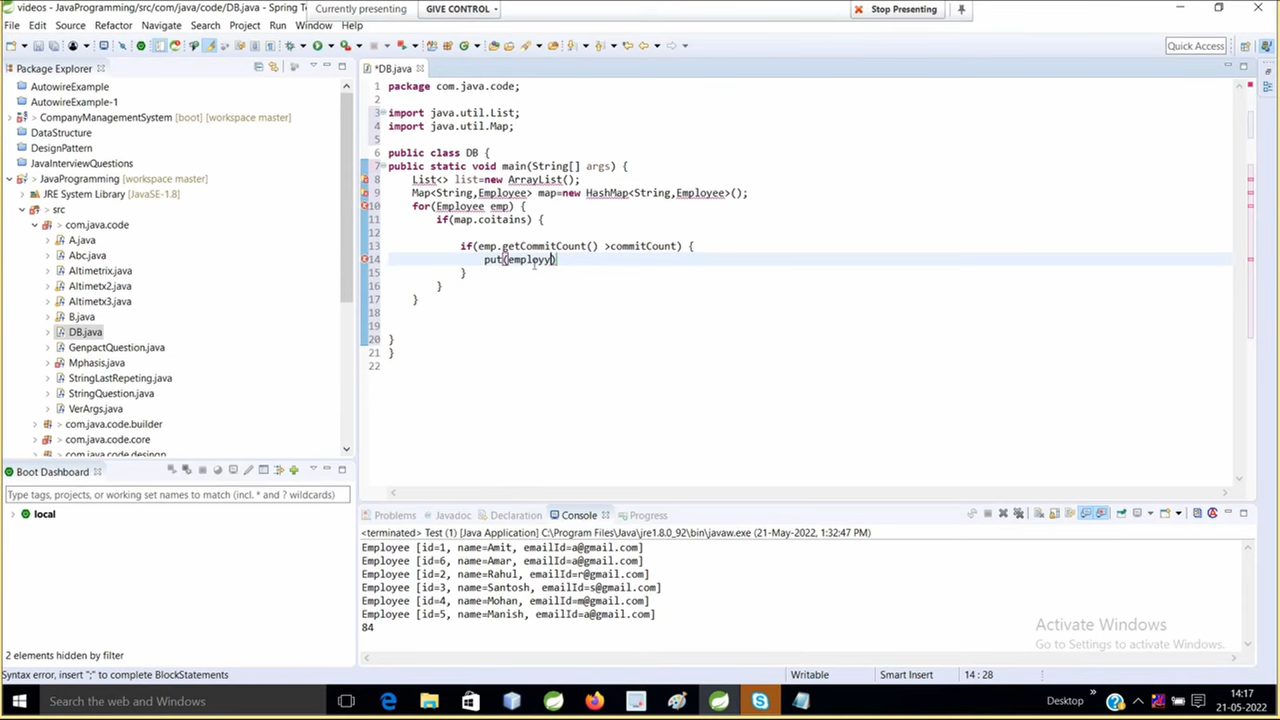 videos - JavaProgramming/src/com/java/code/DB.java - Spring T
Currently presenting
GIVE CONTROL
Stop Presenting
File Edit Source Refactor Navigate Search Project Run Window Help
Quick Access
Package Explorer
AutowireExample
AutowireExample-1
> CompanyManagementSystem [boot] [workspace master]
DataStructure
DesignPattern
JavaInterviewQuestions
> JavaProgramming [workspace master]
JRE System Library [JavaSE-1.8]
> src
> com.java.code
> A.java
> Abc.java
> Altimetrix.java
> Altimetx2.java
> Altimetx3.java
> B.java
> DB.java
> GenpactQuestion.java
> Mphasis.java
> StringLastRepeting.java
> StringQuestion.java
> VerArgs.java
> com.java.code.builder
> com.java.code.core
> com.java.code.desingn
*DB.java
1 package com.java.code;
2
3 import java.util.List;
4 import java.util.Map;
5
6 public class DB {
7 public static void main(String[] args) {
8 List<> list=new ArrayList();
9 Map<String,Employee> map=new HashMap<String,Employee>();
10 for(Employee emp) {
11 if(map.coitains) {
12
13 if(emp.getCommitCount() >commitCount) {
14 put(employy)
15 }
16 }
17 }
18
19
20 }
21 }
22
Boot Dashboard
Type tags, projects, or working set names to match (incl. * and ? wildcards)
local
2 elements hidden by filter
Problems Javadoc Declaration Console Progress
<terminated> Test (1) [Java Application] C:\Program Files\Java\jre1.8.0_92\bin\javaw.exe (21-May-2022, 1:32:47 PM)
Employee [id=1, name=Amit, emailId=a@gmail.com]
Employee [id=6, name=Amar, emailId=a@gmail.com]
Employee [id=2, name=Rahul, emailId=r@gmail.com]
Employee [id=3, name=Santosh, emailId=s@gmail.com]
Employee [id=4, name=Mohan, emailId=m@gmail.com]
Employee [id=5, name=Manish, emailId=a@gmail.com]
84
Activate Windows
Go to Settings to activate Windows.
Syntax error, insert ";" to complete BlockStatements
Writable
Smart Insert
14 : 28
Search the web and Windows
Desktop
14:17
21-05-2022